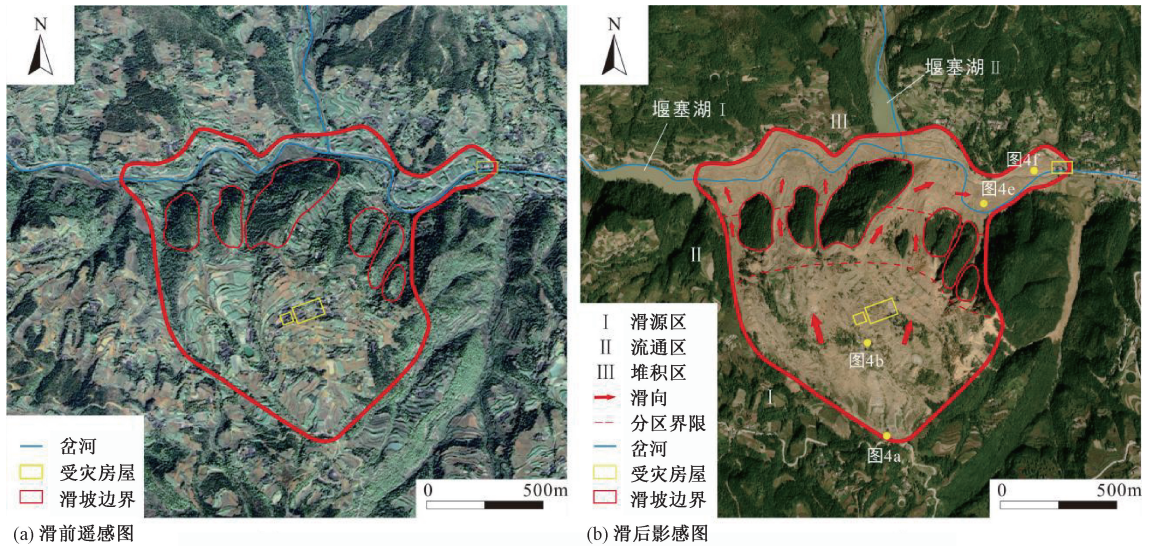 N
岔河
受灾房屋
滑坡边界
0 500m
(a) 滑前遥感图
N
堰塞湖 II
堰塞湖 I
III
图4f
图4e
II
图4b
I
图4a
I 滑源区
II 流通区
III 堆积区
滑向
分区界限
岔河
受灾房屋
滑坡边界
0 500m
(b) 滑后影感图